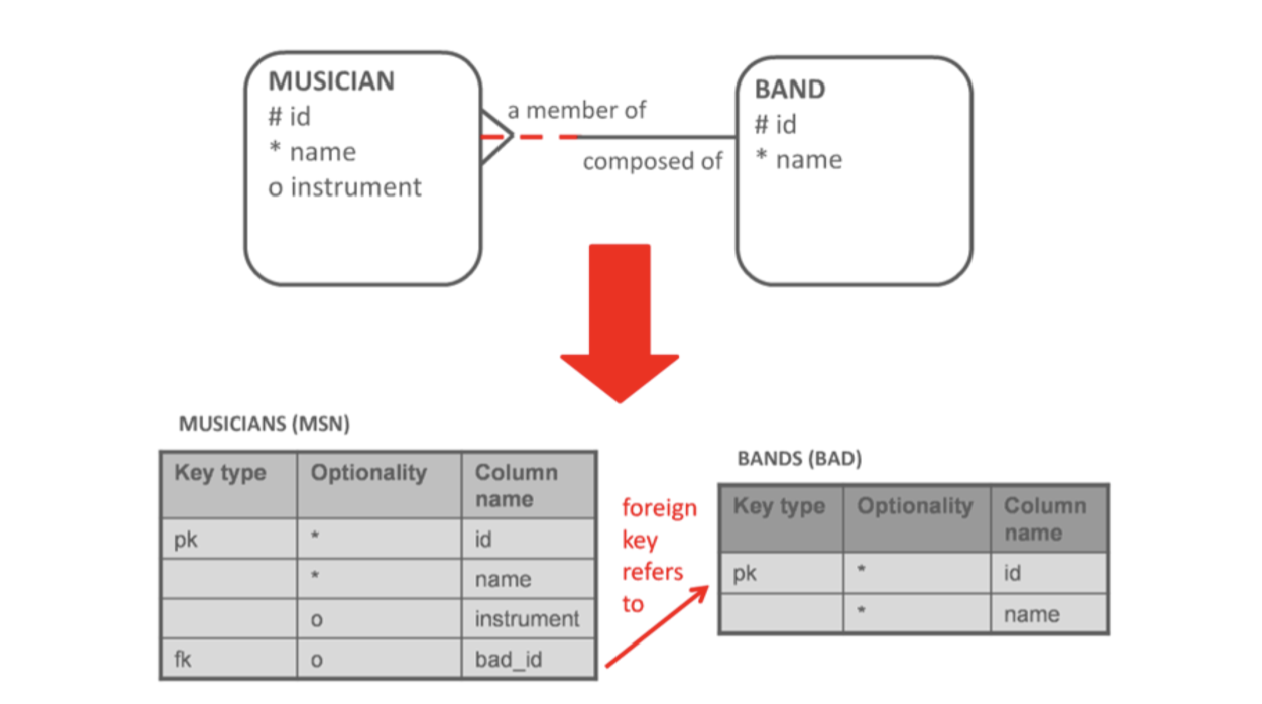 MUSICIAN
# id
* name
o instrument
a member of
composed of
BAND
# id
* name
MUSICIANS (MSN)
Key type Optionality Column
name
pk * id
* name
o instrument
fk o bad_id
foreign
key
refers
to
BANDS (BAD)
Key type Optionality Column
name
pk * id
* name